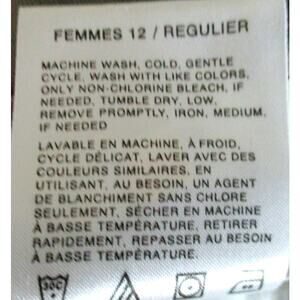 FEMMES 12 / REGULIER
MACHINE WASH, COLD, GENTLE
CYCLE, WASH WITH LIKE COLORS,
ONLY NON-CHLORINE BLEACH, IF
NEEDED, TUMBLE DRY, LOW,
REMOVE PROMPTLY, IRON, MEDIUM,
IF NEEDED
LAVABLE EN MACHINE, À FROID,
CYCLE DÉLICAT, LAVER AVEC DES
COULEURS SIMILAIRES. EN
UTILISANT, AU BESOIN, UN AGENT
DE BLANCHIMENT SANS CHLORE
SEULEMENT, SÉCHER EN MACHINE
À BASSE TEMPÉRATURE, RETIRER
RAPIDEMENT, REPASSER AU BESOIN
À BASSE TEMPÉRATURE.
30C